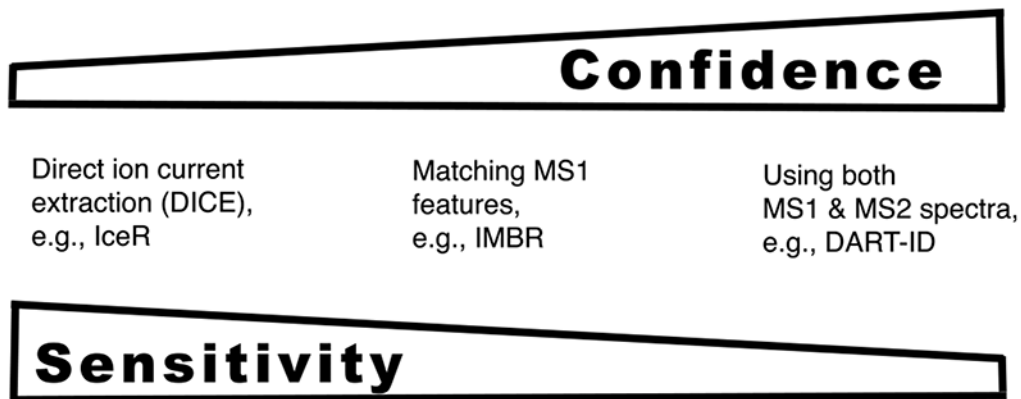 Confidence
Direct ion current
extraction (DICE),
e.g., IceR
Matching MS1
features,
e.g., IMBR
Using both
MS1 & MS2 spectra,
e.g., DART-ID
Sensitivity